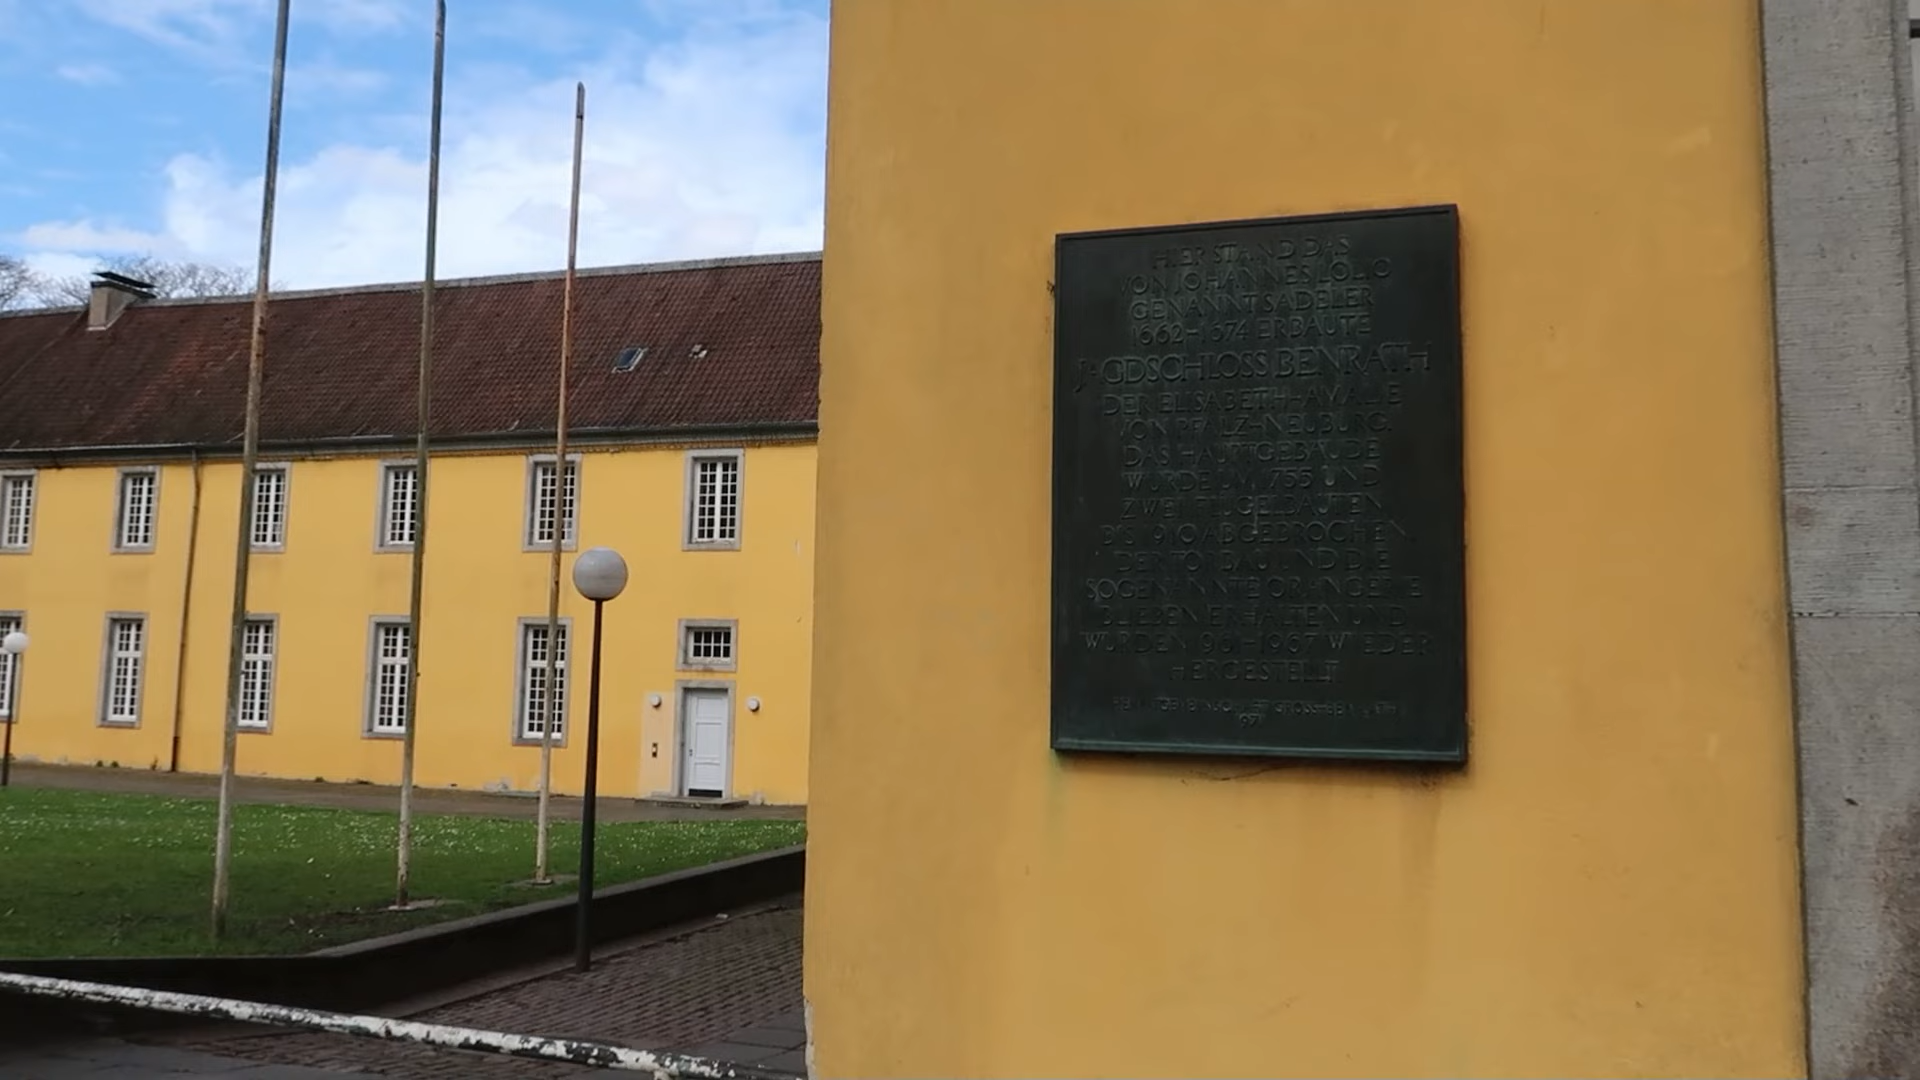 HIER STAND DAS
VON JOHANNES LOLIO
GENANNT SADELER
1662–1674 ERBAUTE
JAGDSCHLOSS BENRATH
DER ELISABETH-AMALIE
VON PFALZ-NEUBURG.
DAS HAUPTGEBÄUDE
WURDE UM 1755 UND
ZWEI FLÜGELBAUTEN
BIS 1910 ABGEBROCHEN.
DER TORBAU UND DIE
SOGENANNTE ORANGERIE
BLIEBEN ERHALTEN UND
WURDEN 1961–1967 WIEDER
HERGESTELLT
1971